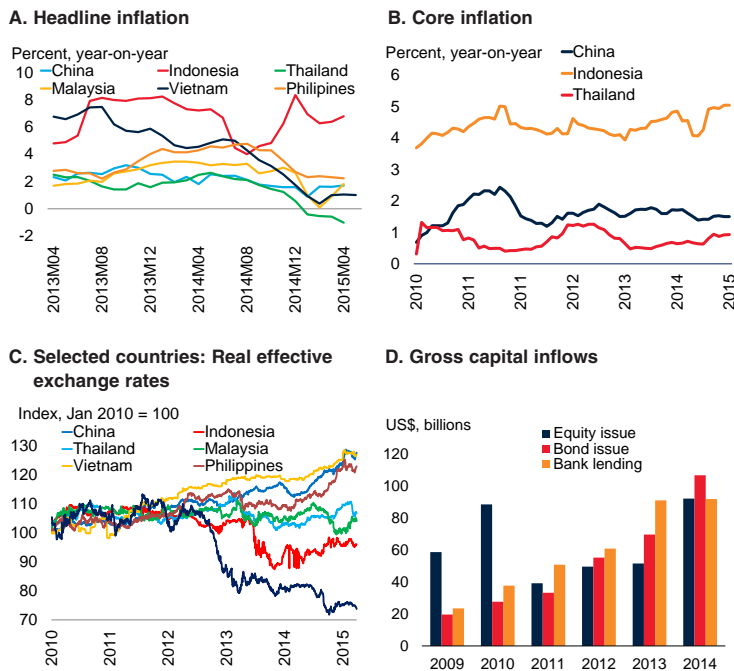 A. Headline inflation
Percent, year-on-year
China
Indonesia
Thailand
Malaysia
Vietnam
Philipines
10
8
6
4
2
0
-2
2013M04
2013M08
2013M12
2014M04
2014M08
2014M12
2015M04
B. Core inflation
Percent, year-on-year
China
Indonesia
Thailand
6
5
4
3
2
1
0
2010
2010
2011
2011
2012
2013
2014
2015
C. Selected countries: Real effective
exchange rates
Index, Jan 2010 = 100
China
Indonesia
Thailand
Malaysia
Vietnam
Philippines
130
120
110
100
90
80
70
2010
2011
2012
2013
2014
2015
D. Gross capital inflows
US$, billions
Equity issue
Bond issue
Bank lending
120
100
80
60
40
20
0
2009
2010
2011
2012
2013
2014